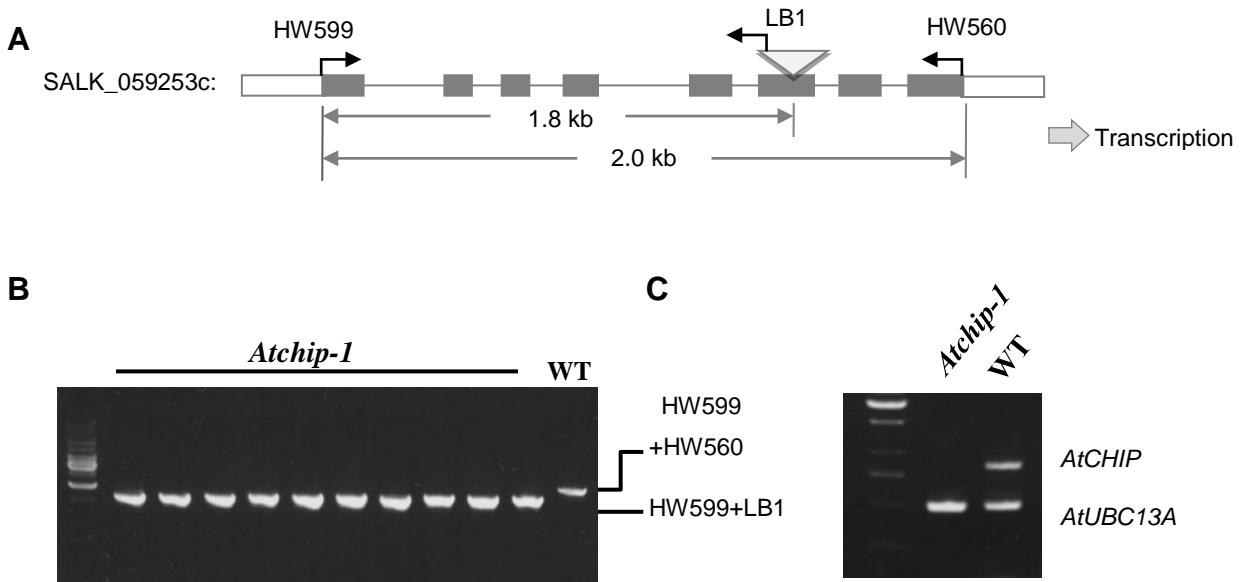 A
HW599
LB1
HW560
SALK_059253c:
1.8 kb
2.0 kb
Transcription
B
Atchip-1
WT
HW599
+HW560
HW599+LB1
C
Atchip-1
WT
AtCHIP
AtUBC13A